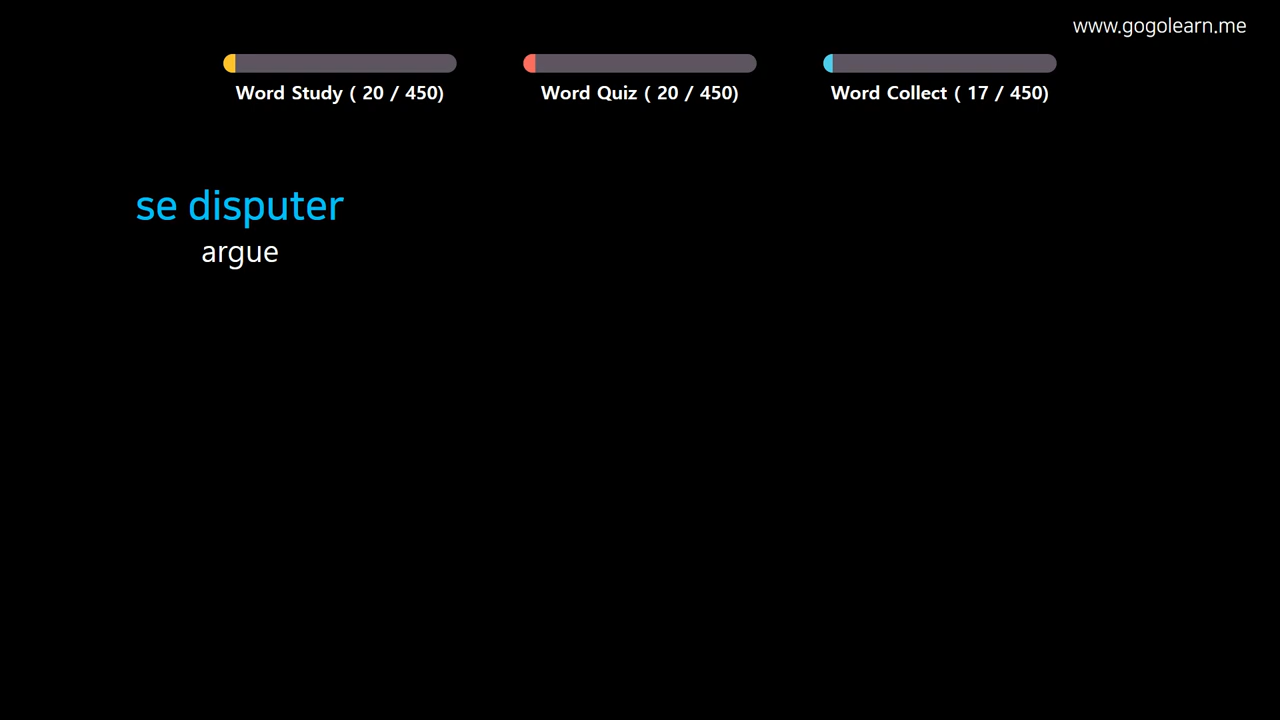 www.gogolearn.me
Word Study ( 20 / 450)
Word Quiz ( 20 / 450)
Word Collect ( 17 / 450)
se disputer
argue